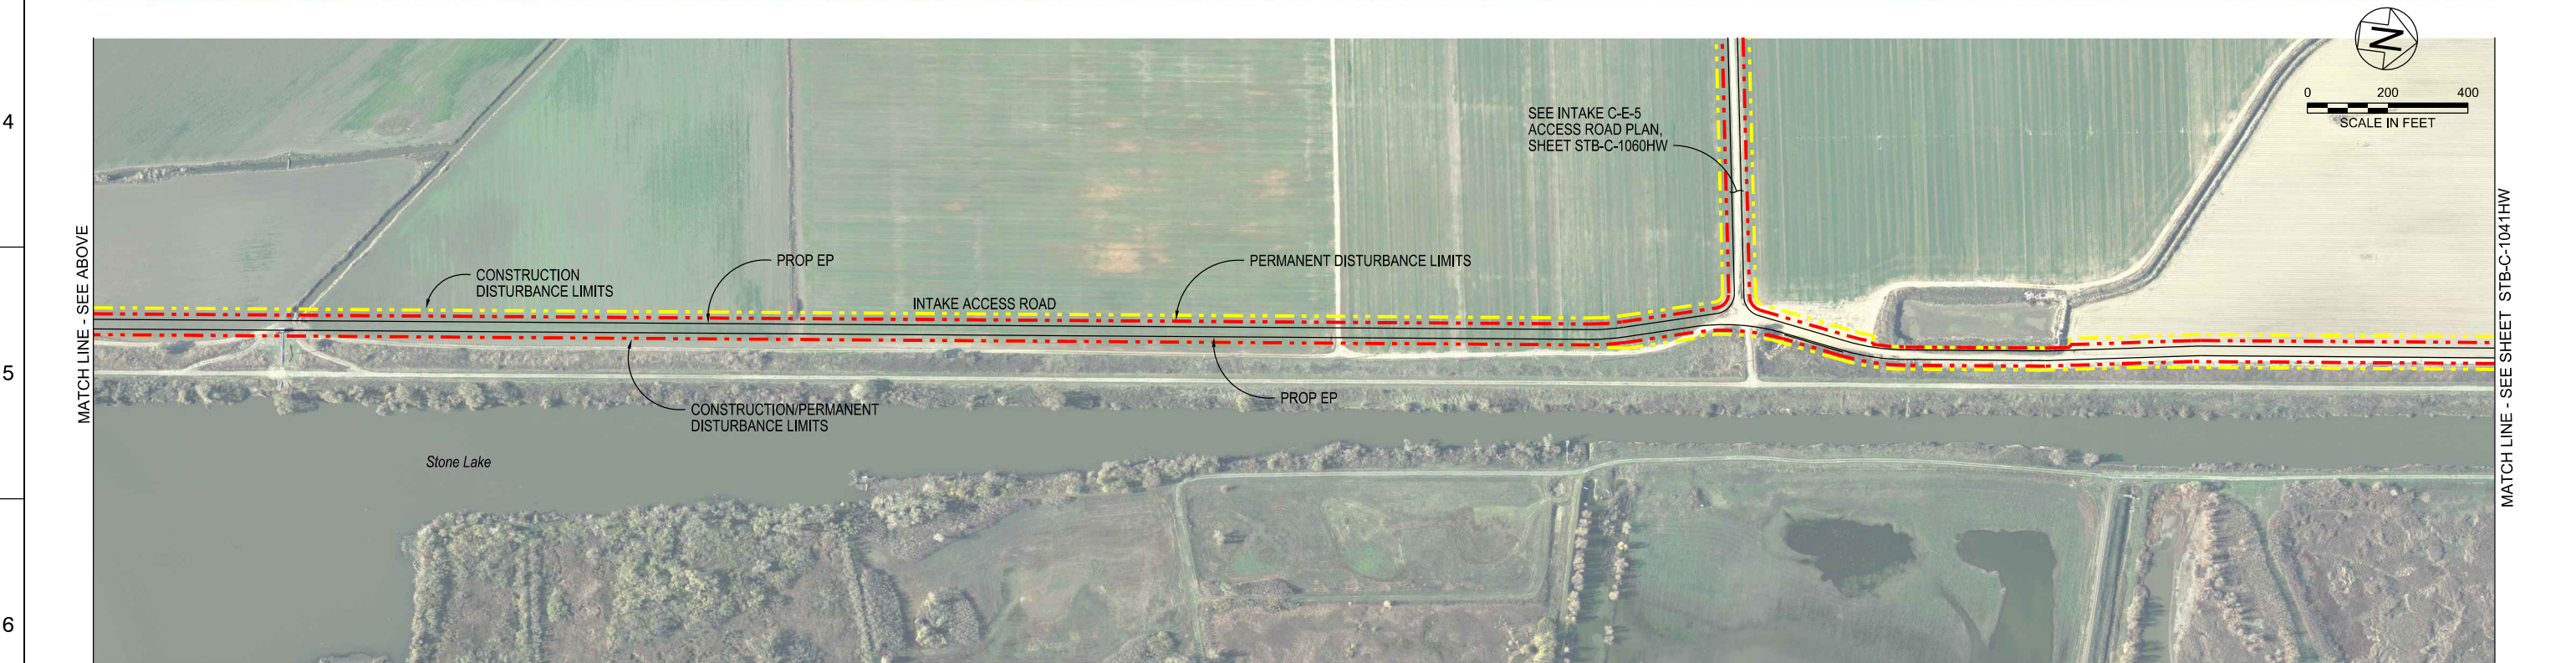 N
0 200 400
SCALE IN FEET
4
SEE INTAKE C-E-5
ACCESS ROAD PLAN,
SHEET STB-C-1060HW
MATCH LINE - SEE ABOVE
CONSTRUCTION
DISTURBANCE LIMITS
PROP EP
INTAKE ACCESS ROAD
PERMANENT DISTURBANCE LIMITS
MATCH LINE - SEE SHEET STB-C-1041HW
5
CONSTRUCTION/PERMANENT
DISTURBANCE LIMITS
PROP EP
Stone Lake
6